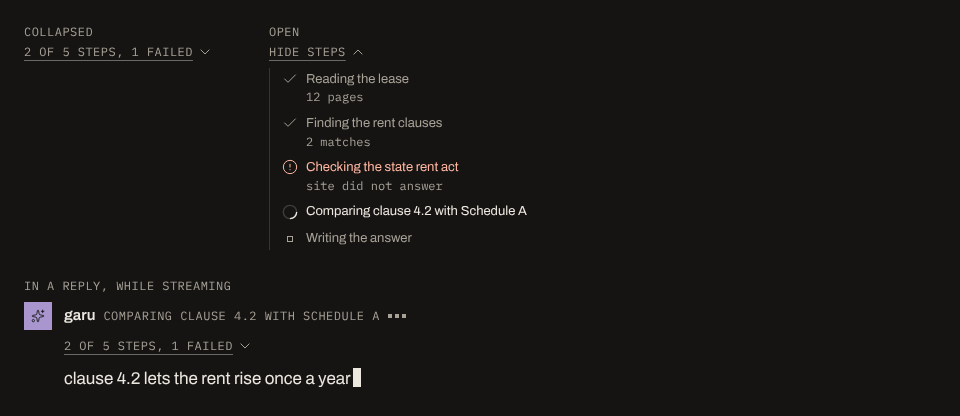 COLLAPSED
2 OF 5 STEPS, 1 FAILED
OPEN
HIDE STEPS
Reading the lease
12 pages
Finding the rent clauses
2 matches
Checking the state rent act
site did not answer
Comparing clause 4.2 with Schedule A
Writing the answer
IN A REPLY, WHILE STREAMING
garu COMPARING CLAUSE 4.2 WITH SCHEDULE A
2 OF 5 STEPS, 1 FAILED
clause 4.2 lets the rent rise once a year